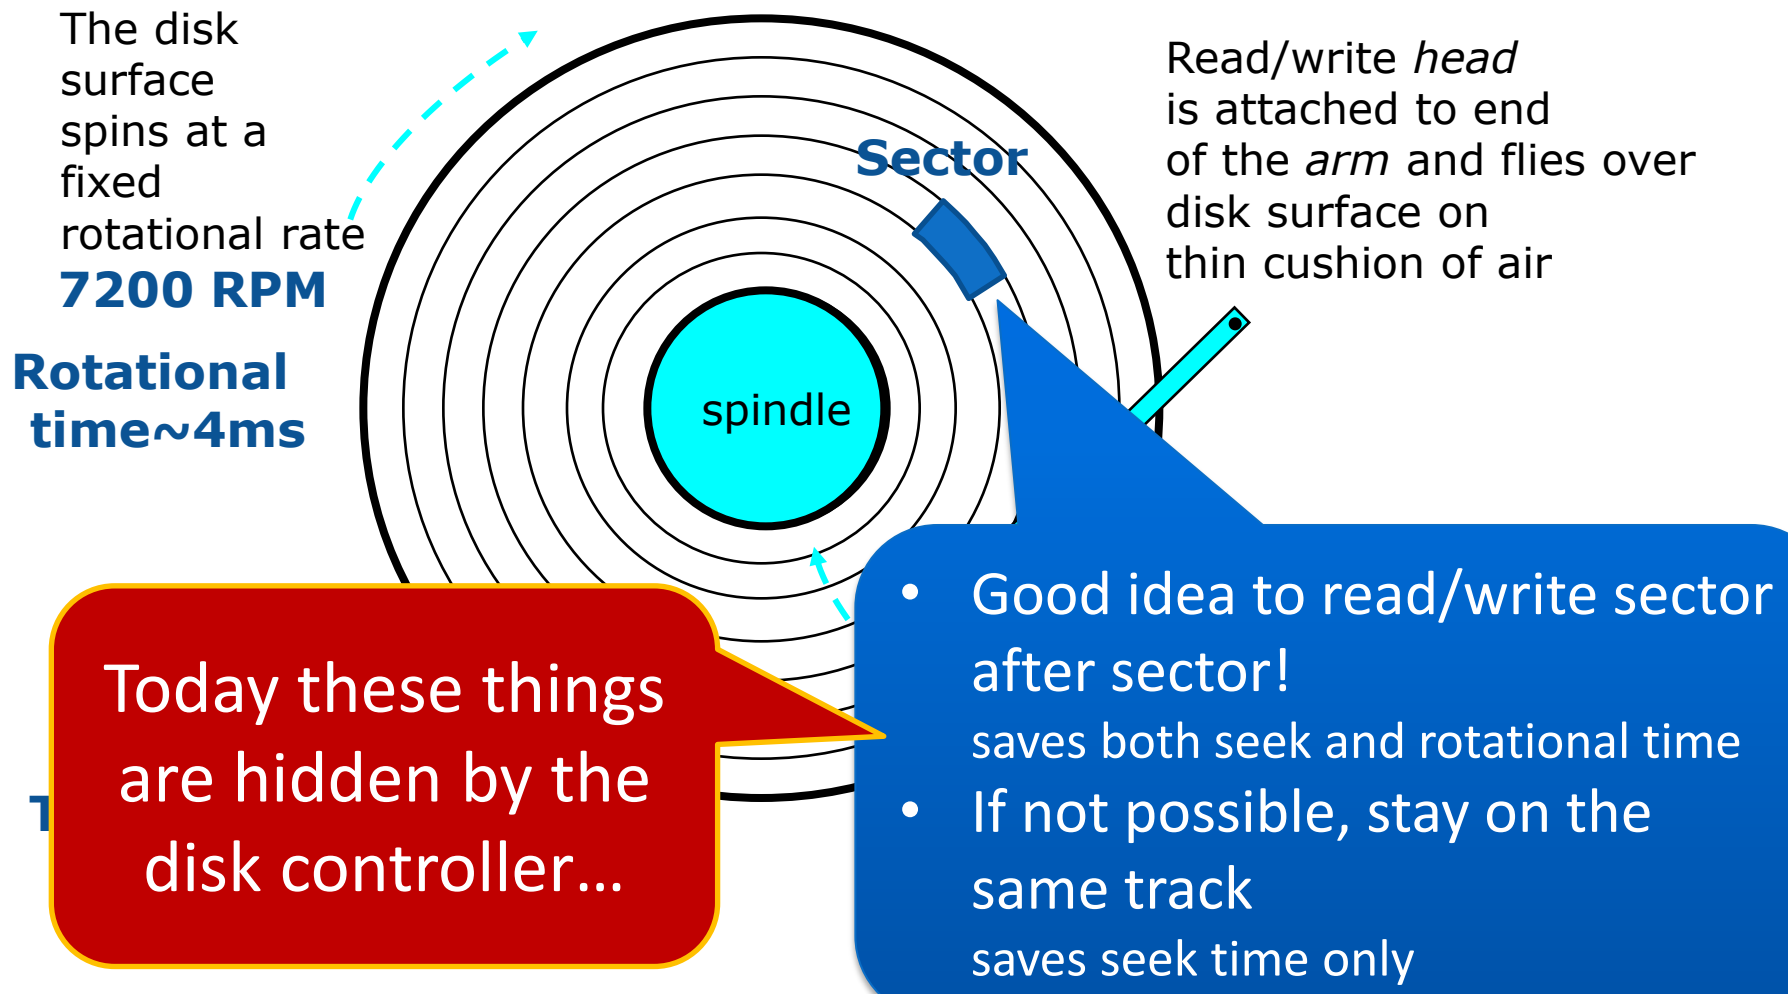 The disk
surface
spins at a
fixed
rotational rate
7200 RPM
Rotational
time~4ms
Sector
spindle
Read/write head
is attached to end
of the arm and flies over
disk surface on
thin cushion of air
Today these things
are hidden by the
disk controller…
• Good idea to read/write sector
after sector!
saves both seek and rotational time
• If not possible, stay on the
same track
saves seek time only